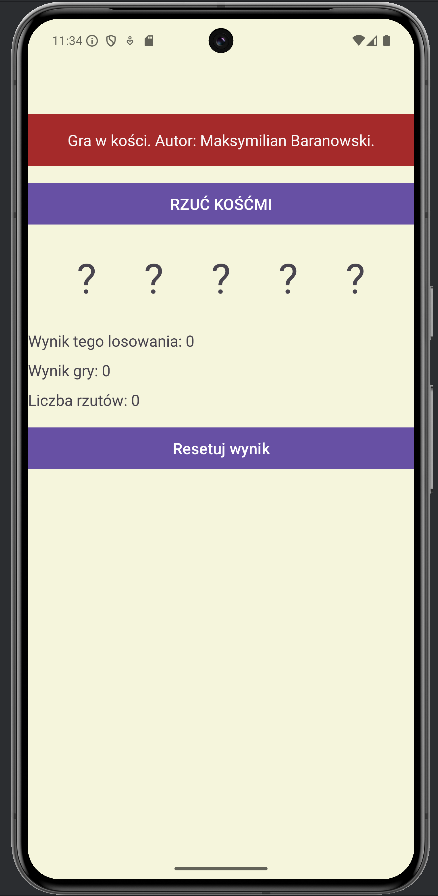 11:34
Gra w kości. Autor: Maksymilian Baranowski.
RZUĆ KOŚĆMI
? ? ? ? ?
Wynik tego losowania: 0
Wynik gry: 0
Liczba rzutów: 0
Resetuj wynik